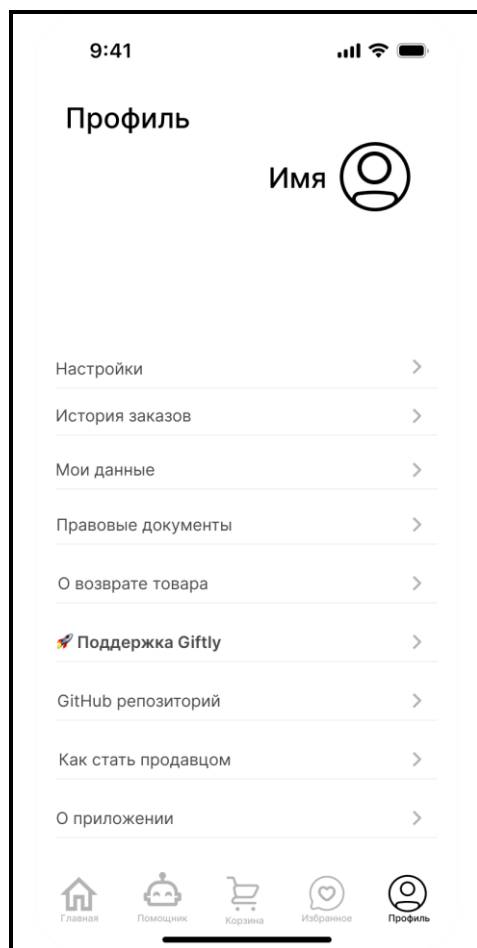 9:41
Профиль
Имя
Настройки
История заказов
Мои данные
Правовые документы
О возврате товара
🚀 Поддержка Giftly
GitHub репозиторий
Как стать продавцом
О приложении
Главная Помощник Корзина Избранное Профиль